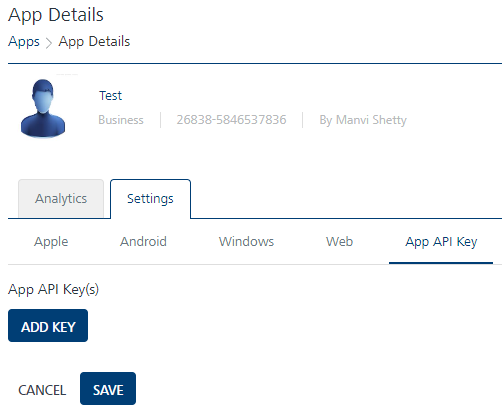 App Details
Apps > App Details
Test
Business | 26838-5846537836 | By Manvi Shetty
Analytics Settings
Apple Android Windows Web App API Key
App API Key(s)
ADD KEY
CANCEL SAVE